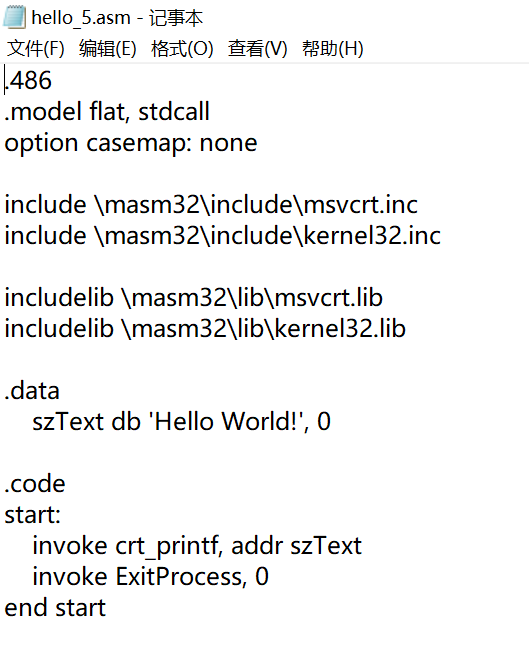 hello_5.asm - 记事本
文件(F) 编辑(E) 格式(O) 查看(V) 帮助(H)
.486
.model flat, stdcall
option casemap: none
include \masm32\include\msvcrt.inc
include \masm32\include\kernel32.inc
includelib \masm32\lib\msvcrt.lib
includelib \masm32\lib\kernel32.lib
.data
szText db 'Hello World!', 0
.code
start:
invoke crt_printf, addr szText
invoke ExitProcess, 0
end start